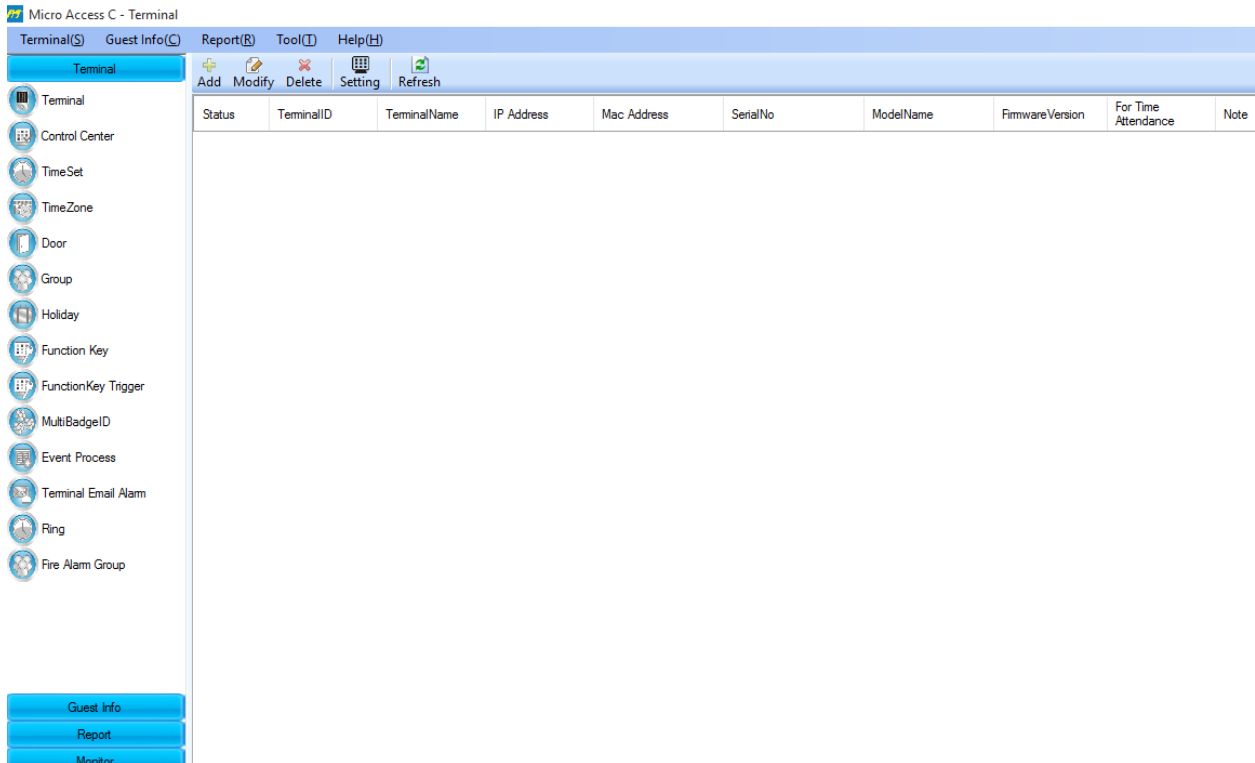 Micro Access C - Terminal
Terminal(S) Guest Info(C) Report(R) Tool(T) Help(H)
Terminal
Add Modify Delete Setting Refresh
Status TerminalID TerminalName IP Address Mac Address SerialNo ModelName FirmwareVersion For Time Attendance Note
Terminal
Control Center
TimeSet
TimeZone
Door
Group
Holiday
Function Key
FunctionKey Trigger
MultiBadgeID
Event Process
Terminal Email Alarm
Ring
Fire Alarm Group
Guest Info
Report
Monitor